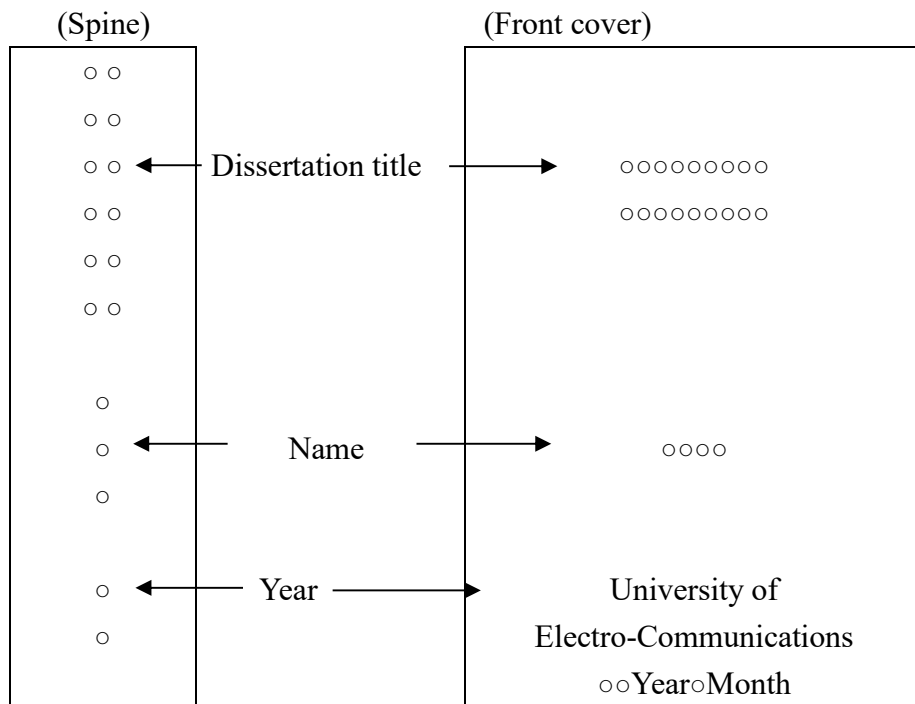 (Spine) (Front cover)
○ ○
○ ○
○ ○ Dissertation title ○○○○○○○○○
○ ○ ○○○○○○○○○
○ ○
○ ○
○
○ Name ○○○○
○
○ Year University of
○ Electro-Communications
○○Year○Month